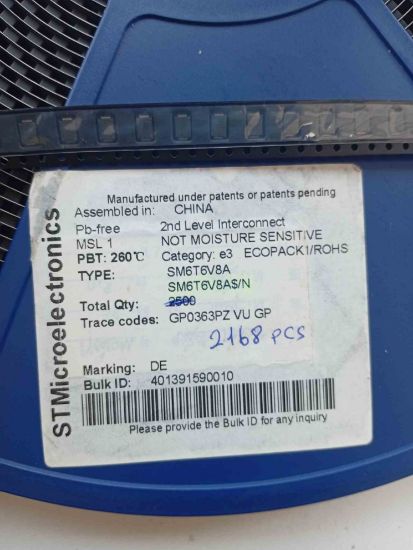 STMicroelectronics
Manufactured under patents or patents pending
Assembled in: CHINA
Pb-free 2nd Level Interconnect
MSL 1 NOT MOISTURE SENSITIVE
PBT: 260℃ Category: e3 ECOPACK1/ROHS
TYPE: SM6T6V8A
SM6T6V8A$/N
Total Qty: 2500
Trace codes: GP0363PZ VU GP
2168 PCS
Marking: DE
Bulk ID: 401391590010
Please provide the Bulk ID for any inquiry